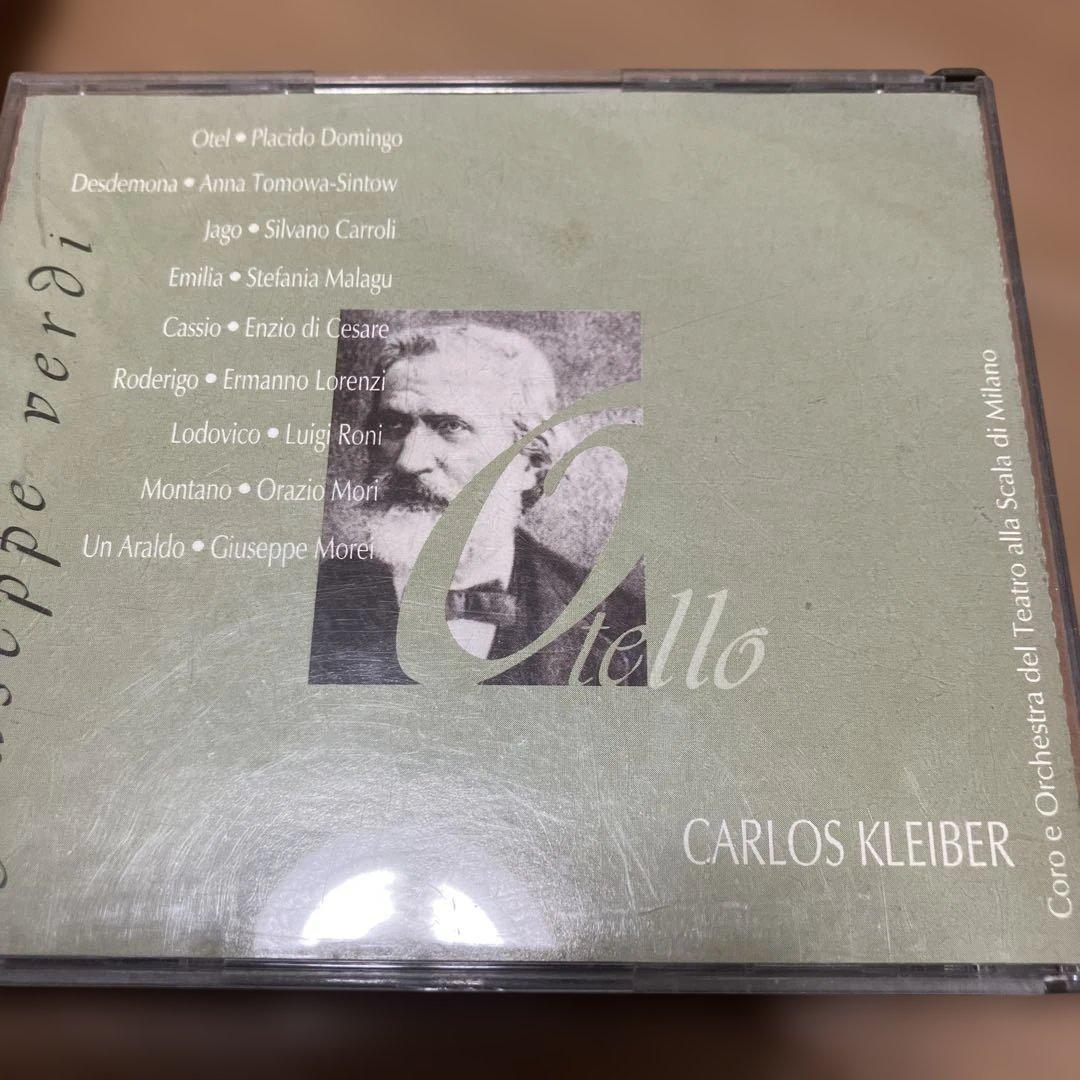 Otel • Placido Domingo
Desdemona • Anna Tomowa-Sintow
Jago • Silvano Carroli
Emilia • Stefania Malagu
Cassio • Enzio di Cesare
Roderigo • Ermanno Lorenzi
Lodovico • Luigi Roni
Montano • Orazio Mori
Un Araldo • Giuseppe Morei
verdi
Otello
CARLOS KLEIBER
Coro e Orchestra del Teatro alla Scala di Milano